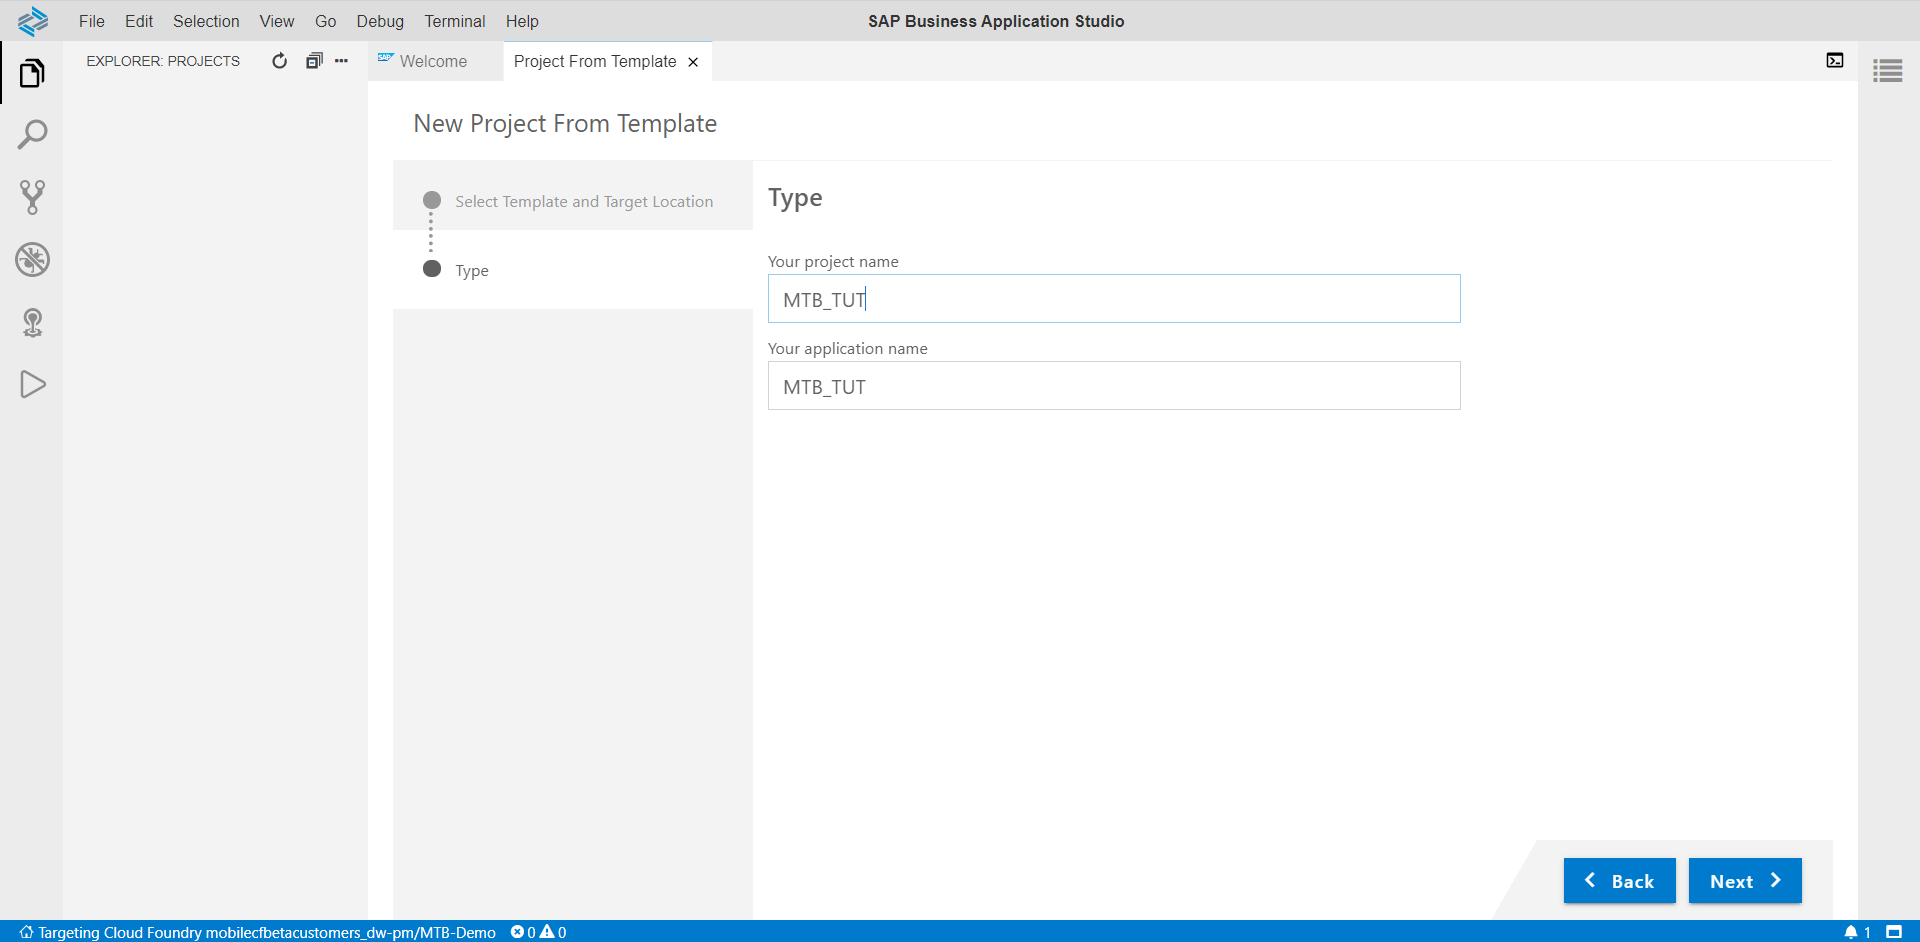 File Edit Selection View Go Debug Terminal Help
SAP Business Application Studio
EXPLORER: PROJECTS
SAP Welcome
Project From Template
New Project From Template
Select Template and Target Location
Type
Type
Your project name
MTB_TUT
Your application name
MTB_TUT
Back
Next
Targeting Cloud Foundry mobilecfbetacustomers_dw-pm/MTB-Demo 0 0
1